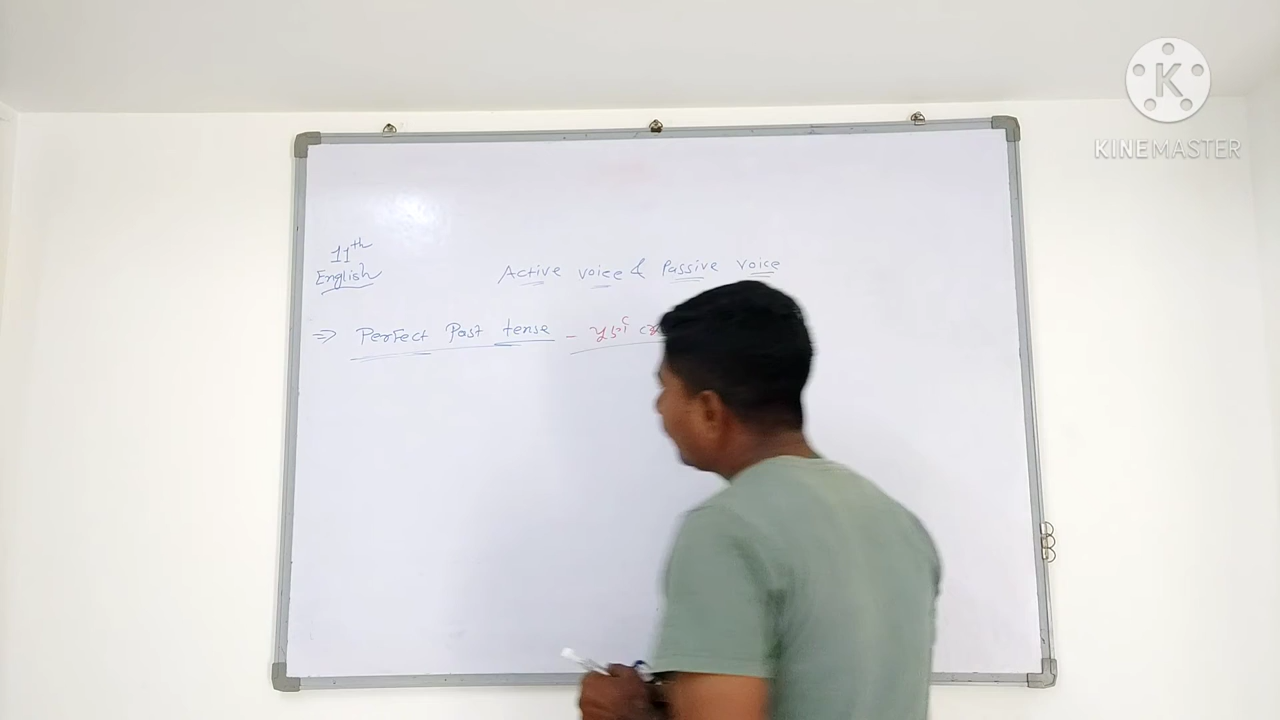 11th
English
Active voice & Passive voice
⇒ Perfect Past tense - પૂર્ણ
K
KINEMASTER